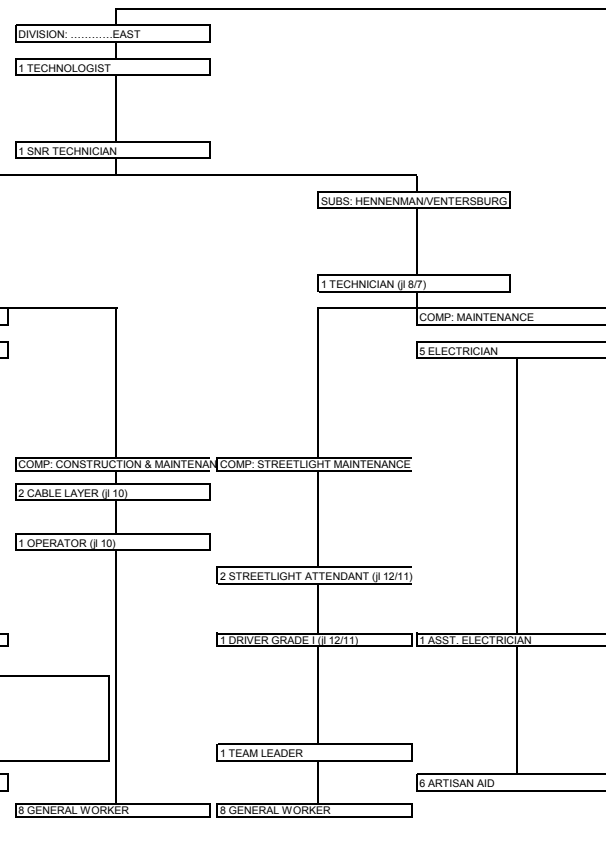 DIVISION: ............EAST
1 TECHNOLOGIST
1 SNR TECHNICIAN
SUBS: HENNENMAN/VENTERSBURG
1 TECHNICIAN (jl 8/7)
COMP: MAINTENANCE
5 ELECTRICIAN
COMP: CONSTRUCTION & MAINTENAN
COMP: STREETLIGHT MAINTENANCE
2 CABLE LAYER (jl 10)
1 OPERATOR (jl 10)
2 STREETLIGHT ATTENDANT (jl 12/11)
1 DRIVER GRADE I (jl 12/11)
1 ASST. ELECTRICIAN
1 TEAM LEADER
6 ARTISAN AID
8 GENERAL WORKER
8 GENERAL WORKER